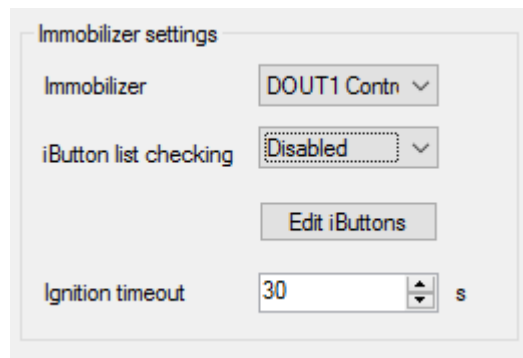 Immobilizer settings
Immobilizer DOUT1 Contr
iButton list checking Disabled
Edit iButtons
Ignition timeout 30 s